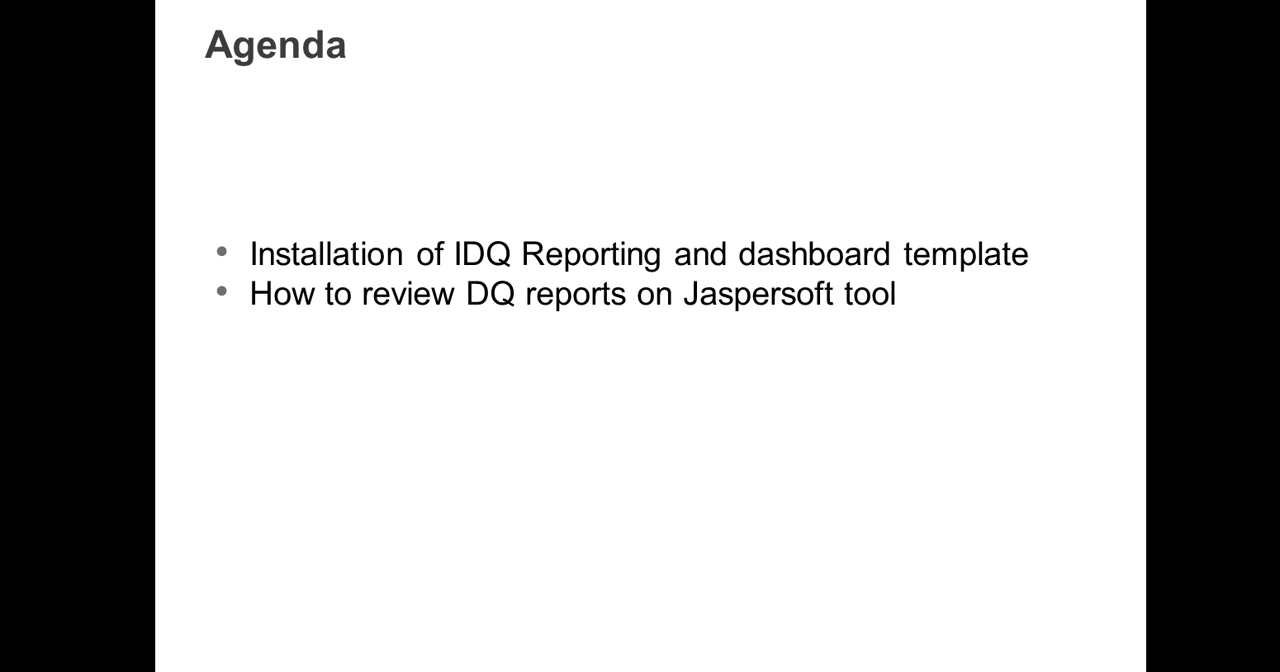 Agenda
• Installation of IDQ Reporting and dashboard template
• How to review DQ reports on Jaspersoft tool